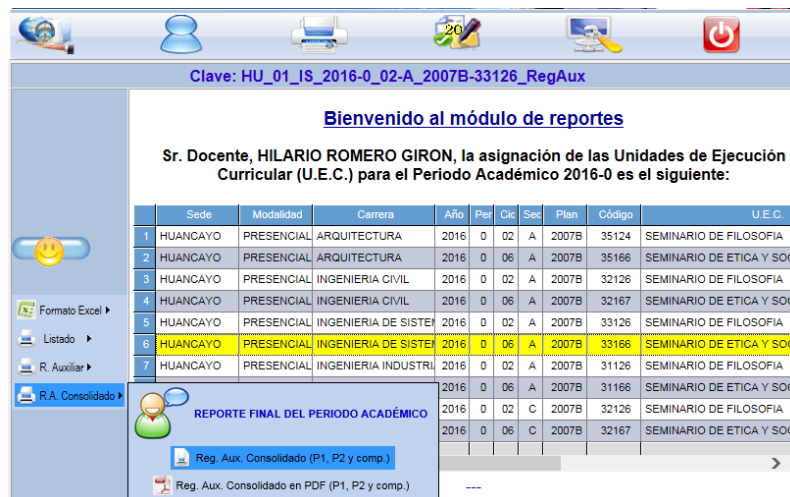 20
Clave: HU_01_IS_2016-0_02-A_2007B-33126_RegAux
Bienvenido al módulo de reportes
Sr. Docente, HILARIO ROMERO GIRON, la asignación de las Unidades de Ejecución
Curricular (U.E.C.) para el Periodo Académico 2016-0 es el siguiente:
Sede Modalidad Carrera Año Per Cic Sec Plan Código U.E.C.
1 HUANCAYO PRESENCIAL ARQUITECTURA 2016 0 02 A 2007B 35124 SEMINARIO DE FILOSOFIA
2 HUANCAYO PRESENCIAL ARQUITECTURA 2016 0 06 A 2007B 35166 SEMINARIO DE ETICA Y SO
3 HUANCAYO PRESENCIAL INGENIERIA CIVIL 2016 0 02 A 2007B 32126 SEMINARIO DE FILOSOFIA
4 HUANCAYO PRESENCIAL INGENIERIA CIVIL 2016 0 06 A 2007B 32167 SEMINARIO DE ETICA Y SO
5 HUANCAYO PRESENCIAL INGENIERIA DE SISTE 2016 0 02 A 2007B 33126 SEMINARIO DE FILOSOFIA
6 HUANCAYO PRESENCIAL INGENIERIA DE SISTE 2016 0 06 A 2007B 33166 SEMINARIO DE ETICA Y SO
7 HUANCAYO PRESENCIAL INGENIERIA INDUSTRI 2016 0 02 A 2007B 31126 SEMINARIO DE FILOSOFIA
2016 0 06 A 2007B 31166 SEMINARIO DE ETICA Y SO
2016 0 02 C 2007B 32126 SEMINARIO DE FILOSOFIA
2016 0 06 C 2007B 32167 SEMINARIO DE ETICA Y SO
Formato Excel
Listado
R. Auxiliar
R.A. Consolidado
REPORTE FINAL DEL PERIODO ACADÉMICO
Reg. Aux. Consolidado (P1, P2 y comp.)
Reg. Aux. Consolidado en PDF (P1, P2 y comp.)
---